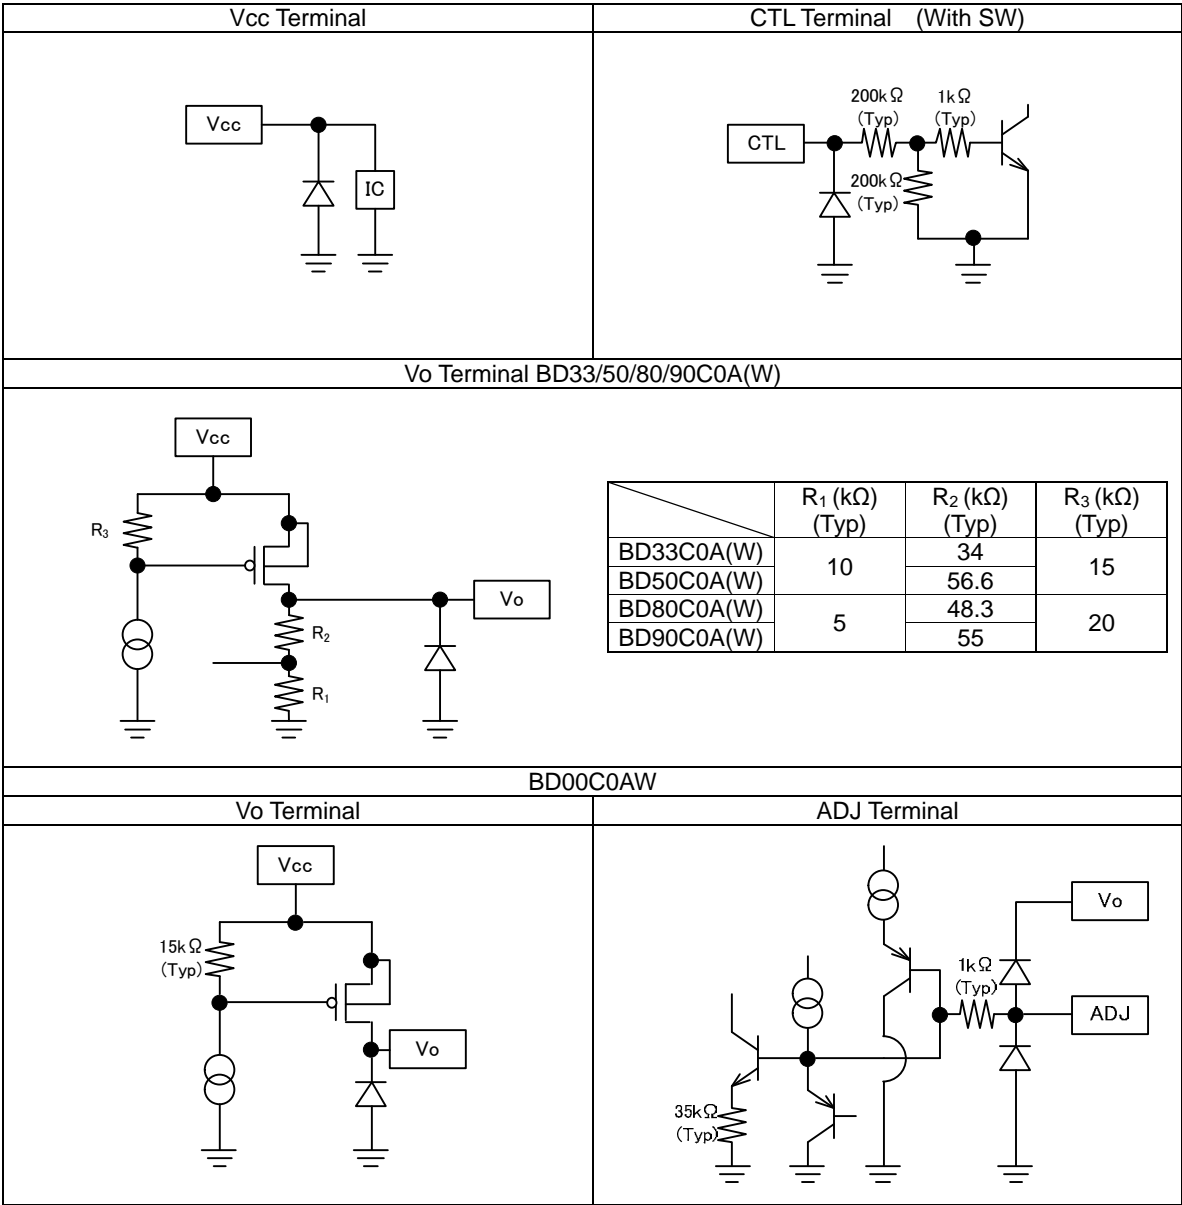 Vcc Terminal
CTL Terminal (With SW)
Vcc
IC
CTL
200kΩ
(Typ)
1kΩ
(Typ)
200kΩ
(Typ)
Vo Terminal BD33/50/80/90C0A(W)
Vcc
R3
R2
R1
Vo
R1 (kΩ)
(Typ)
R2 (kΩ)
(Typ)
R3 (kΩ)
(Typ)
BD33C0A(W)
10
34
15
BD50C0A(W)
56.6
BD80C0A(W)
5
48.3
20
BD90C0A(W)
55
BD00C0AW
Vo Terminal
ADJ Terminal
Vcc
15kΩ
(Typ)
Vo
Vo
1kΩ
(Typ)
ADJ
35kΩ
(Typ)